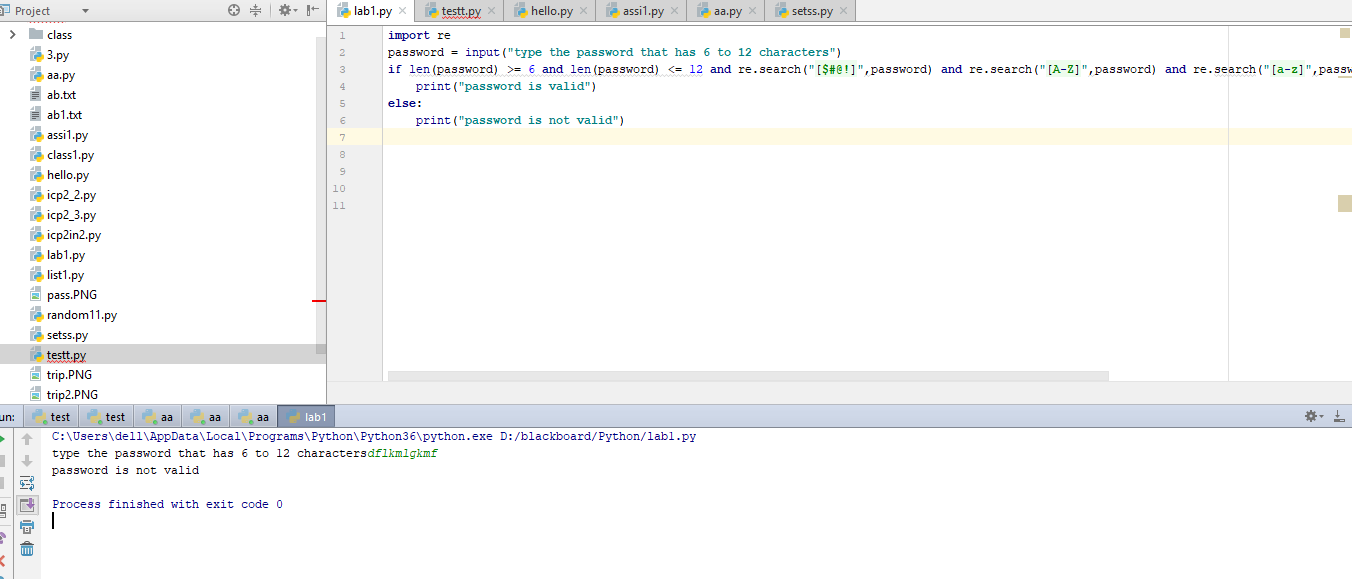 Project
class
3.py
aa.py
ab.txt
ab1.txt
assi1.py
class1.py
hello.py
icp2_2.py
icp2_3.py
icp2in2.py
lab1.py
list1.py
pass.PNG
random11.py
setss.py
testt.py
trip.PNG
trip2.PNG
lab1.py testt.py hello.py assi1.py aa.py setss.py
1 import re
2 password = input("type the password that has 6 to 12 characters")
3 if len(password) >= 6 and len(password) <= 12 and re.search("[$#@!]",password) and re.search("[A-Z]",password) and re.search("[a-z]",passw
4 print("password is valid")
5 else:
6 print("password is not valid")
7
8
9
10
11
un: test test aa aa aa lab1
C:\Users\dell\AppData\Local\Programs\Python\Python36\python.exe D:/blackboard/Python/lab1.py
type the password that has 6 to 12 charactersdflkmlgkmf
password is not valid
Process finished with exit code 0